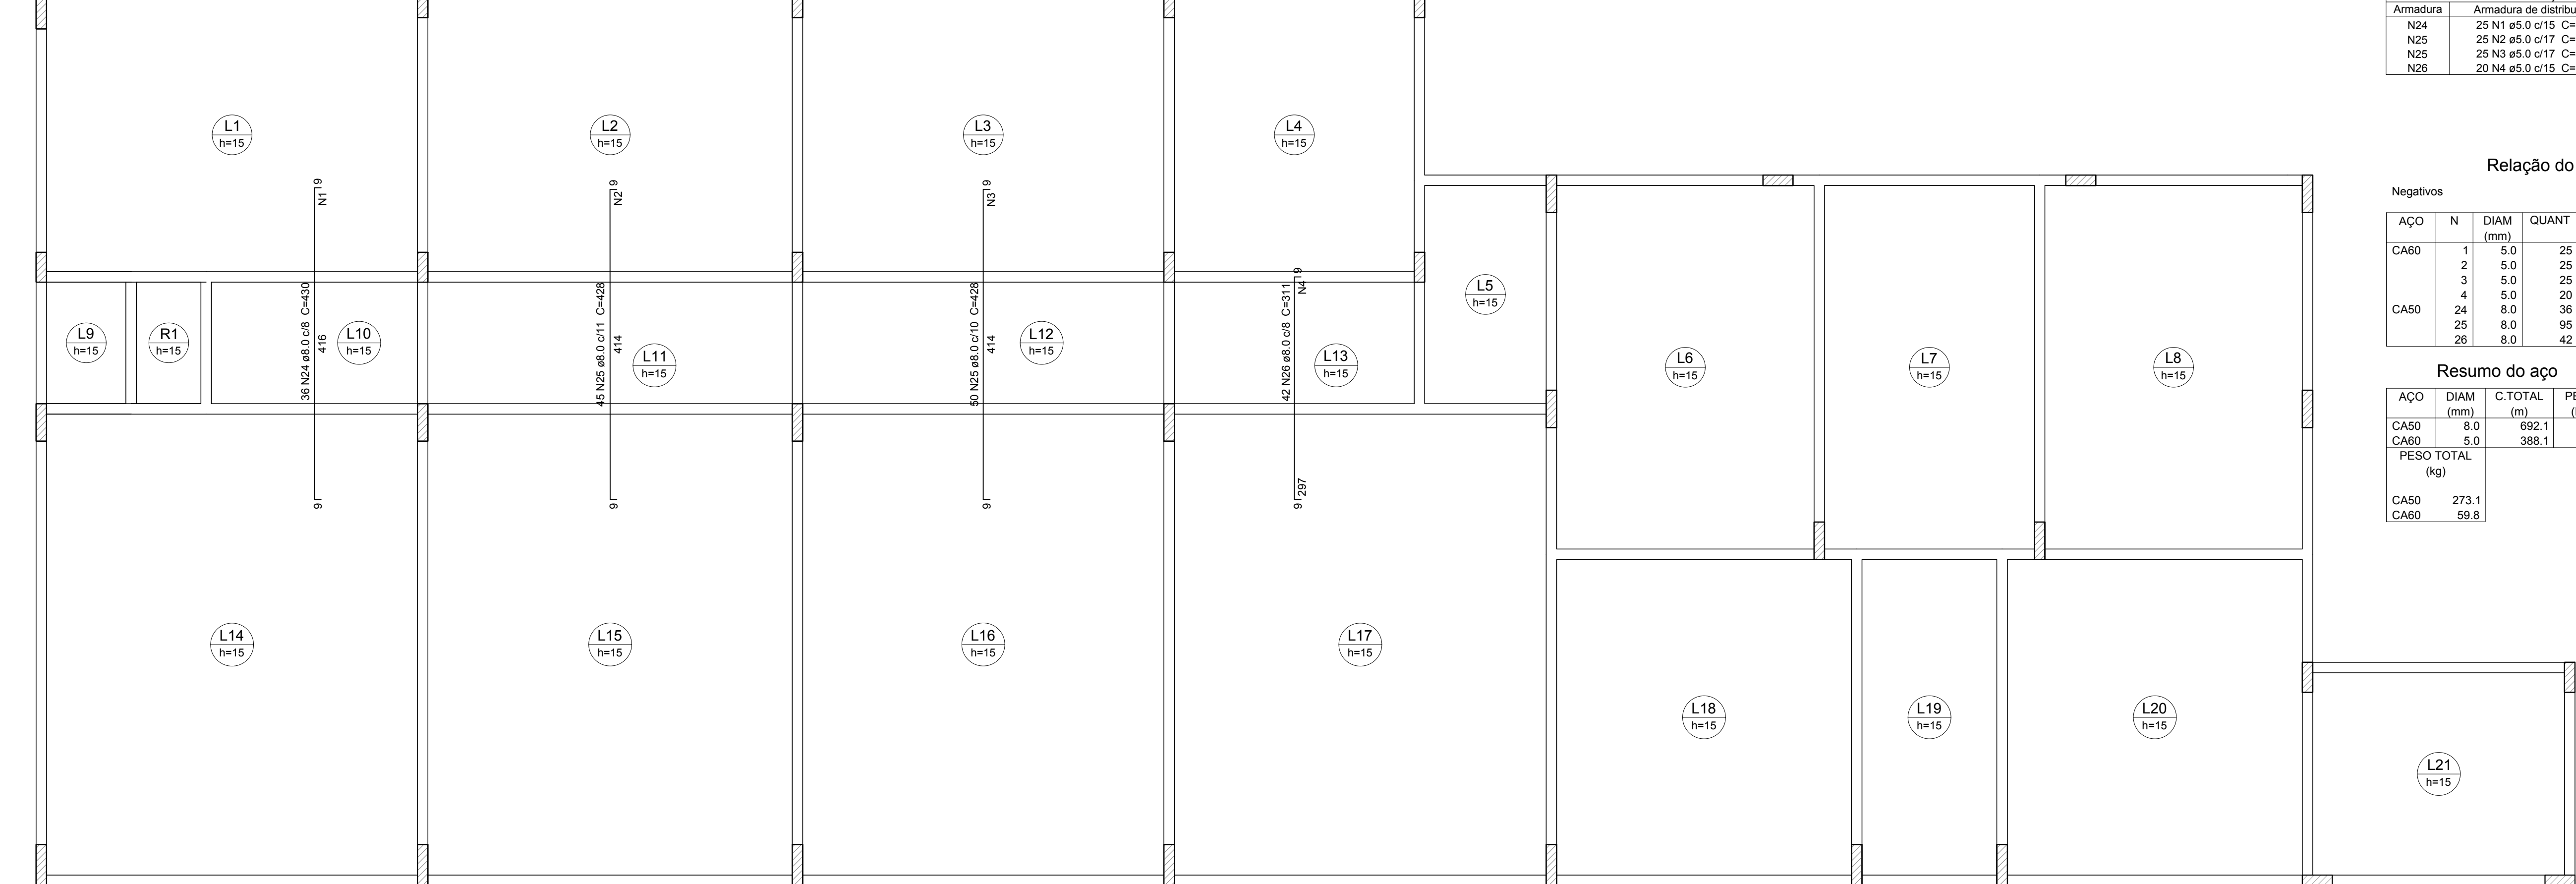 L1
h=15
L2
h=15
L3
h=15
L4
h=15
L5
h=15
L6
h=15
L7
h=15
L8
h=15
L9
h=15
R1
h=15
L10
h=15
L11
h=15
L12
h=15
L13
h=15
L14
h=15
L15
h=15
L16
h=15
L17
h=15
L18
h=15
L19
h=15
L20
h=15
L21
h=15
9
N1
36 N24 ø8.0 c/8 C=430
416
9
9
N2
45 N25 ø8.0 c/11 C=428
414
9
9
N3
50 N25 ø8.0 c/10 C=428
414
9
9
N4
42 N26 ø8.0 c/8 C=311
297
9
Armadura Armadura de distribu
N24 25 N1 ø5.0 c/15 C=
N25 25 N2 ø5.0 c/17 C=
N25 25 N3 ø5.0 c/17 C=
N26 20 N4 ø5.0 c/15 C=
Relação do
Negativos
AÇO N DIAM QUANT
(mm)
CA60 1 5.0 25
2 5.0 25
3 5.0 25
4 5.0 20
CA50 24 8.0 36
25 8.0 95
26 8.0 42
Resumo do aço
AÇO DIAM C.TOTAL PE
(mm) (m) (
CA50 8.0 692.1
CA60 5.0 388.1
PESO TOTAL
(kg)
CA50 273.1
CA60 59.8